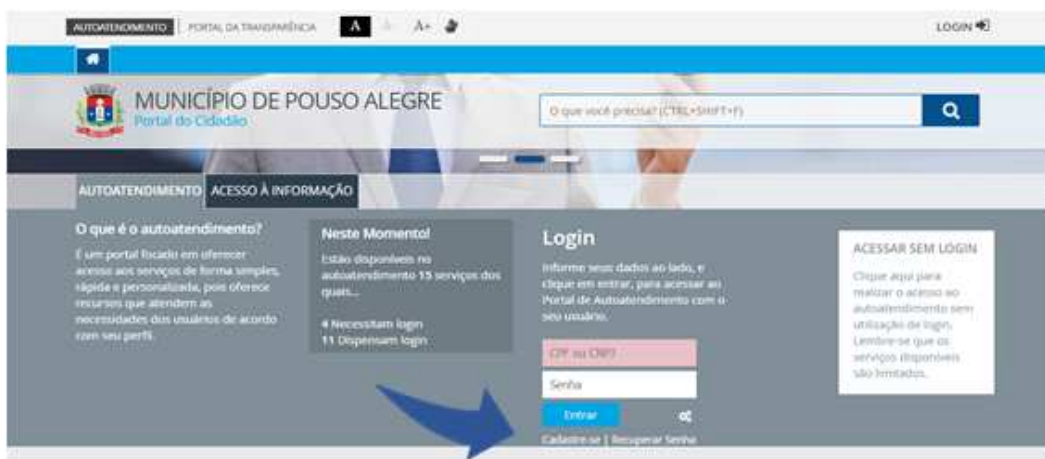 AUTOATENDIMENTO | PORTAL DA TRANSPARÊNCIA A A- A+ LOGIN
MUNICÍPIO DE POUSO ALEGRE
Portal do Cidadão
O que você precisa? (CTRL+SHIFT+F)
AUTOATENDIMENTO ACESSO À INFORMAÇÃO
O que é o autoatendimento?
É um portal focado em oferecer
acesso aos serviços de forma simples,
rápida e personalizada, pois oferece
recursos que atendem as
necessidades dos usuários de acordo
com seu perfil.
Neste Momento!
Estão disponíveis no
autoatendimento 15 serviços dos
quais...
4 Necessitam login
11 Dispensam login
Login
Informe seus dados ao lado, e
clique em entrar, para acessar ao
Portal de Autoatendimento com o
seu usuário.
CPF ou CNPJ
Senha
Entrar
Cadastre-se | Recuperar Senha
ACESSAR SEM LOGIN
Clique aqui para
realizar o acesso ao
autoatendimento sem
utilização de login.
Lembre-se que os
serviços disponíveis
são limitados.